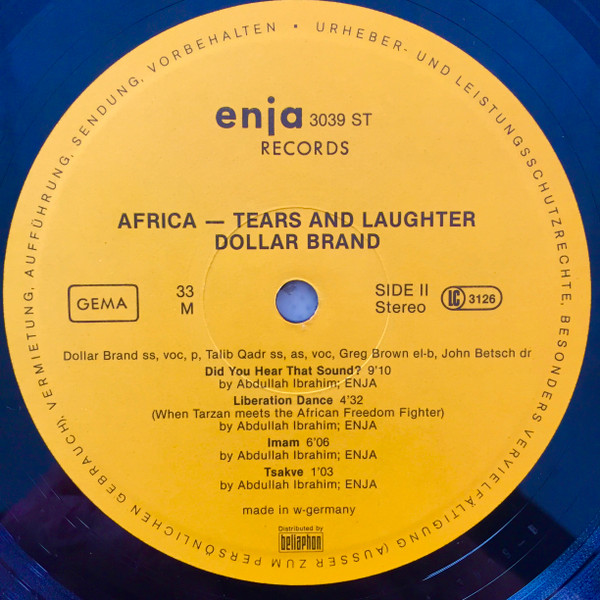 URHEBER- UND LEISTUNGSSCHUTZRECHTE, BESONDERS VERVIELFÄLTIGUNG (AUSSER ZUM PERSÖNLICHEN GEBRAUCH), VERMIETUNG, AUFFÜHRUNG, SENDUNG, VORBEHALTEN •
enja 3039 ST
RECORDS
AFRICA — TEARS AND LAUGHTER
DOLLAR BRAND
GEMA
33
M
SIDE II
Stereo
LC 3126
Dollar Brand ss, voc, p, Talib Qadr ss, as, voc, Greg Brown el-b, John Betsch dr
Did You Hear That Sound? 9'10
by Abdullah Ibrahim; ENJA
Liberation Dance 4'32
(When Tarzan meets the African Freedom Fighter)
by Abdullah Ibrahim; ENJA
Imam 6'06
by Abdullah Ibrahim; ENJA
Tsakve 1'03
by Abdullah Ibrahim; ENJA
made in w-germany
Distributed by
bellaphon